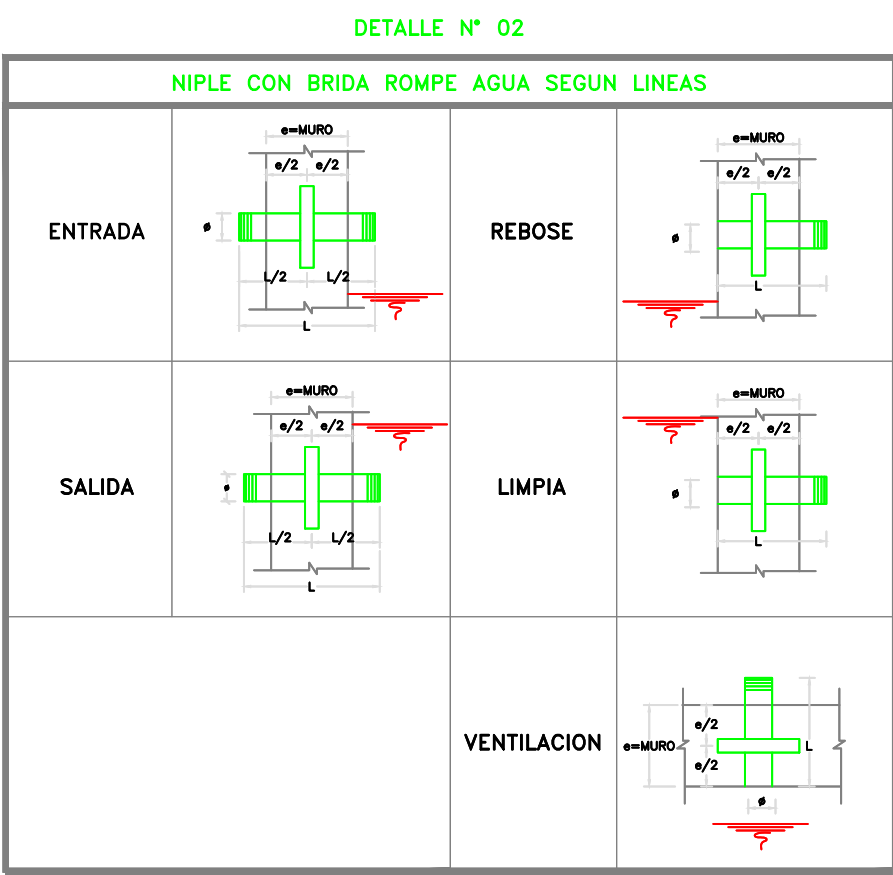 DETALLE N° 02
NIPLE CON BRIDA ROMPE AGUA SEGUN LINEAS
ENTRADA
e=MURO
e/2 e/2
ø
L/2 L/2
L
REBOSE
e=MURO
e/2 e/2
ø
L
SALIDA
e=MURO
e/2 e/2
ø
L/2 L/2
L
LIMPIA
e=MURO
e/2 e/2
ø
L
VENTILACION
e/2
e=MURO
L
e/2
ø